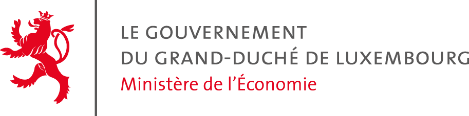 LE GOUVERNEMENT
DU GRAND-DUCHÉ DE LUXEMBOURG
Ministère de l'Économie